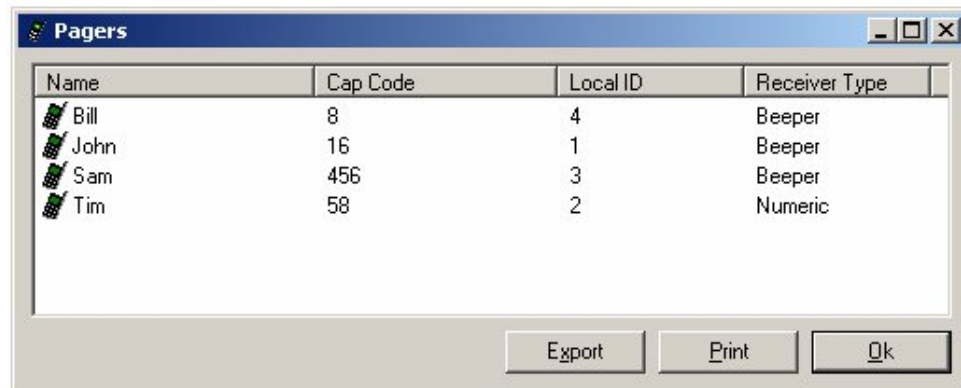 Pagers
Name Cap Code Local ID Receiver Type
Bill 8 4 Beeper
John 16 1 Beeper
Sam 456 3 Beeper
Tim 58 2 Numeric
Export Print Ok